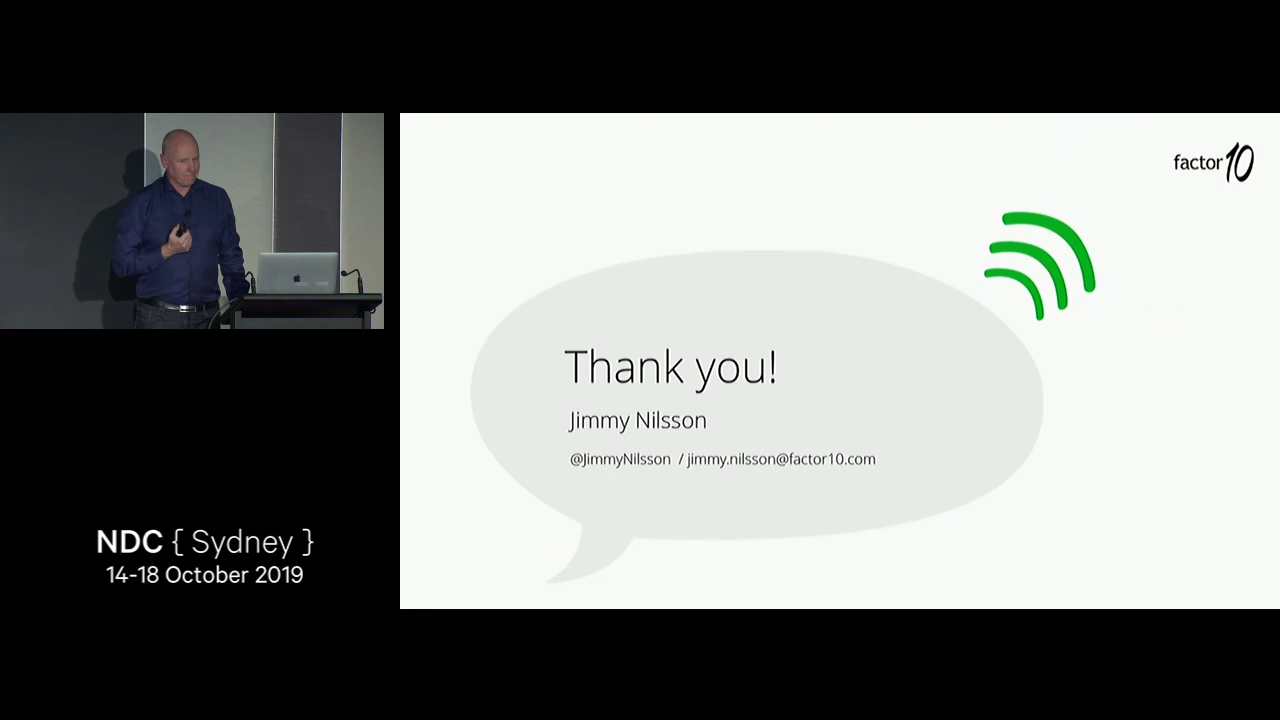 factor10
Thank you!
Jimmy Nilsson
@JimmyNilsson / jimmy.nilsson@factor10.com
NDC { Sydney }
14-18 October 2019